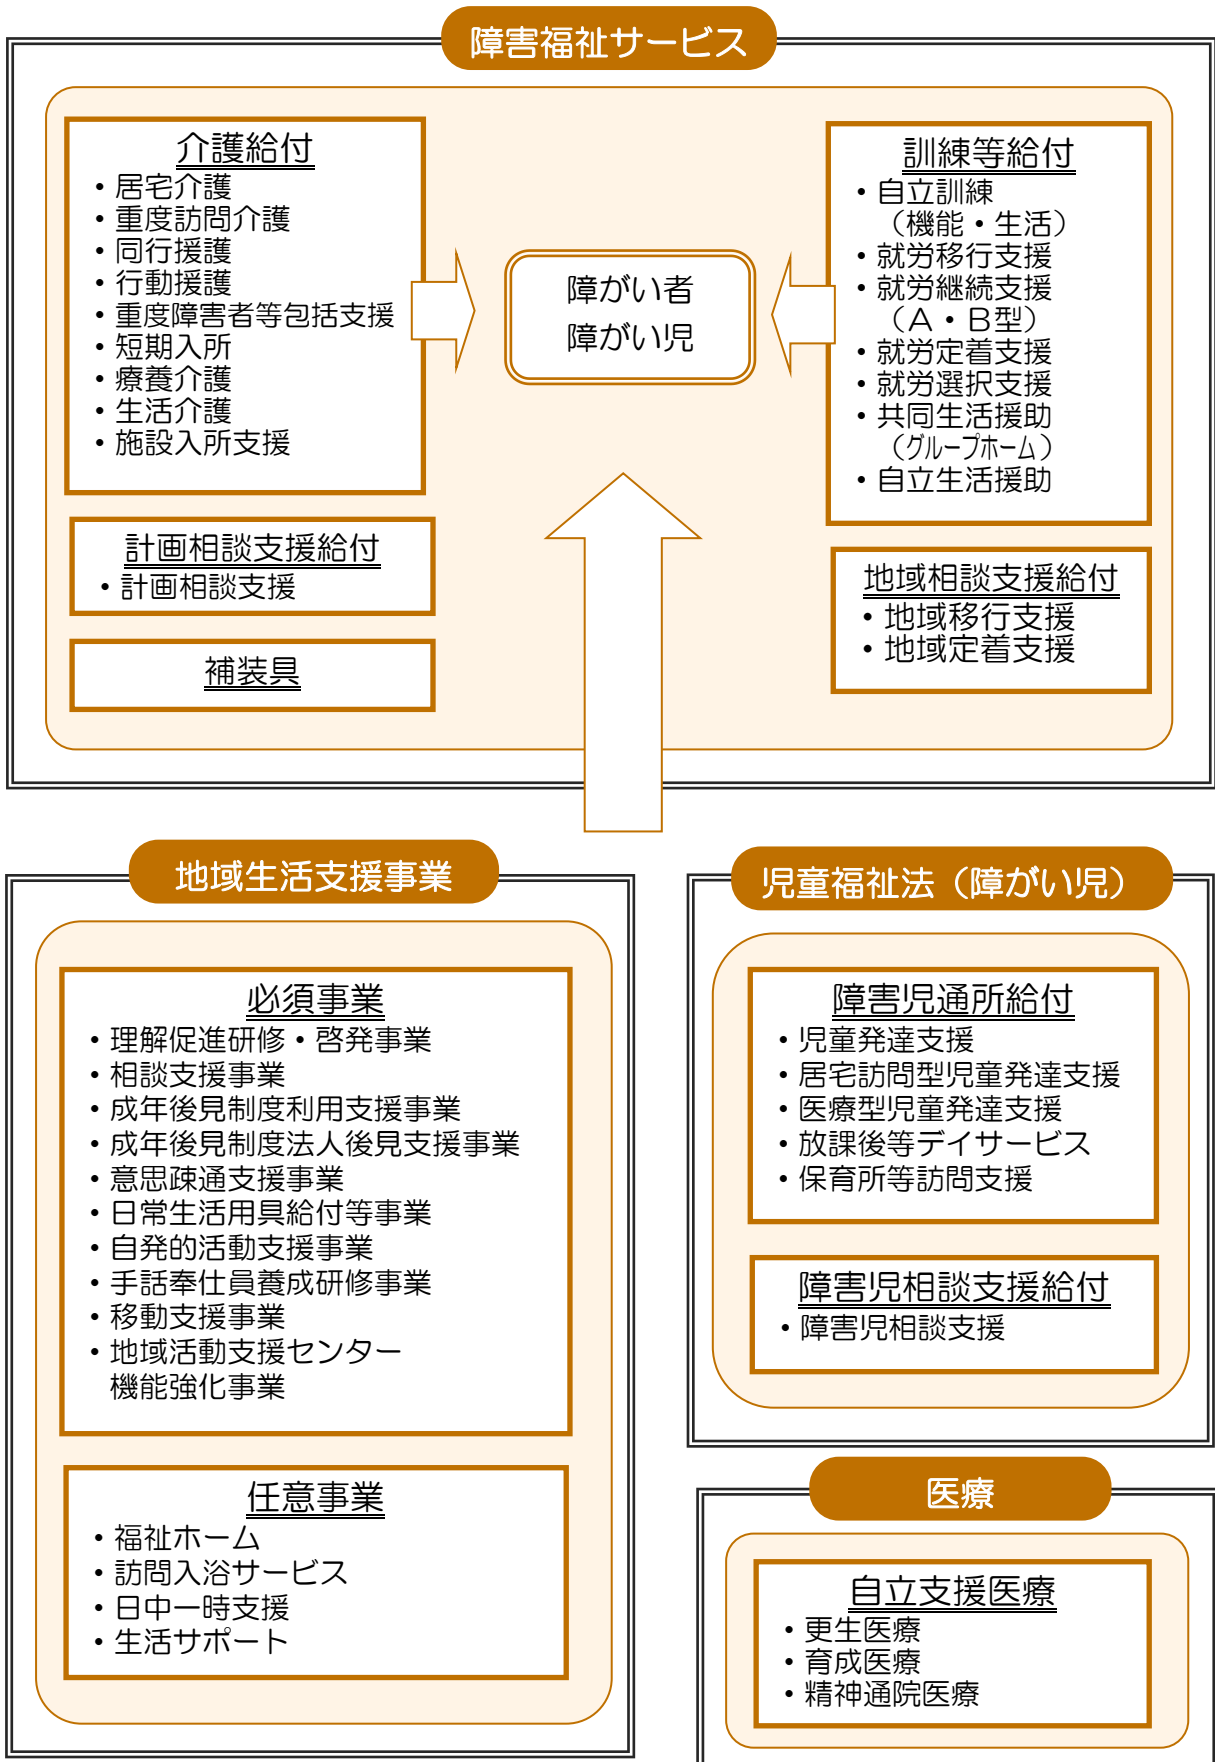 障害福祉サービス
介護給付
・居宅介護
・重度訪問介護
・同行援護
・行動援護
・重度障害者等包括支援
・短期入所
・療養介護
・生活介護
・施設入所支援
計画相談支援給付
・計画相談支援
補装具
障がい者
障がい児
訓練等給付
・自立訓練
（機能・生活）
・就労移行支援
・就労継続支援
（Ａ・Ｂ型）
・就労定着支援
・就労選択支援
・共同生活援助
（グループホーム）
・自立生活援助
地域相談支援給付
・地域移行支援
・地域定着支援
地域生活支援事業
必須事業
・理解促進研修・啓発事業
・相談支援事業
・成年後見制度利用支援事業
・成年後見制度法人後見支援事業
・意思疎通支援事業
・日常生活用具給付等事業
・自発的活動支援事業
・手話奉仕員養成研修事業
・移動支援事業
・地域活動支援センター
機能強化事業
任意事業
・福祉ホーム
・訪問入浴サービス
・日中一時支援
・生活サポート
児童福祉法（障がい児）
障害児通所給付
・児童発達支援
・居宅訪問型児童発達支援
・医療型児童発達支援
・放課後等デイサービス
・保育所等訪問支援
障害児相談支援給付
・障害児相談支援
医療
自立支援医療
・更生医療
・育成医療
・精神通院医療